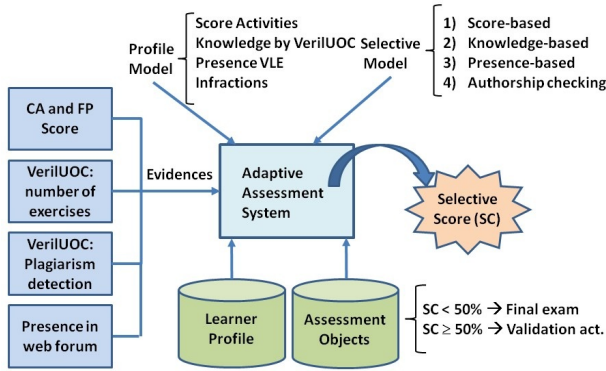 Profile
Model
Score Activities
Knowledge by VerilUOC
Presence VLE
Infractions
Selective
Model
1) Score-based
2) Knowledge-based
3) Presence-based
4) Authorship checking
CA and FP
Score
VerilUOC:
number of
exercises
VerilUOC:
Plagiarism
detection
Presence in
web forum
Evidences
Adaptive
Assessment
System
Selective
Score (SC)
Learner
Profile
Assessment
Objects
SC < 50% → Final exam
SC ≥ 50% → Validation act.